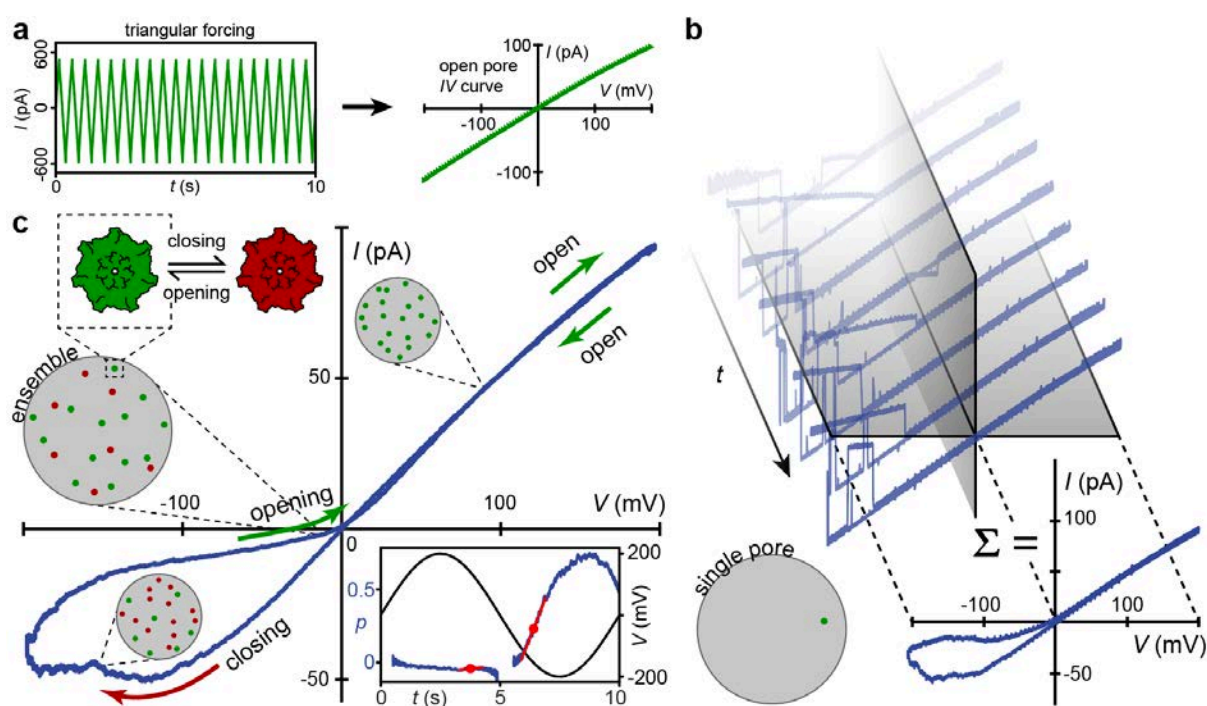 a
triangular forcing
600
0
-600
I (pA)
0
t (s)
10
open pore
IV curve
100
I (pA)
V (mV)
-100
100
-100
b
t
single pore
Σ =
I (pA)
100
-100
100
V (mV)
-50
c
closing
opening
ensemble
I (pA)
open
open
50
-100
opening
100
V (mV)
0
closing
-50
0.5
p
0
0
t (s)
5
10
200
0
-200
V (mV)